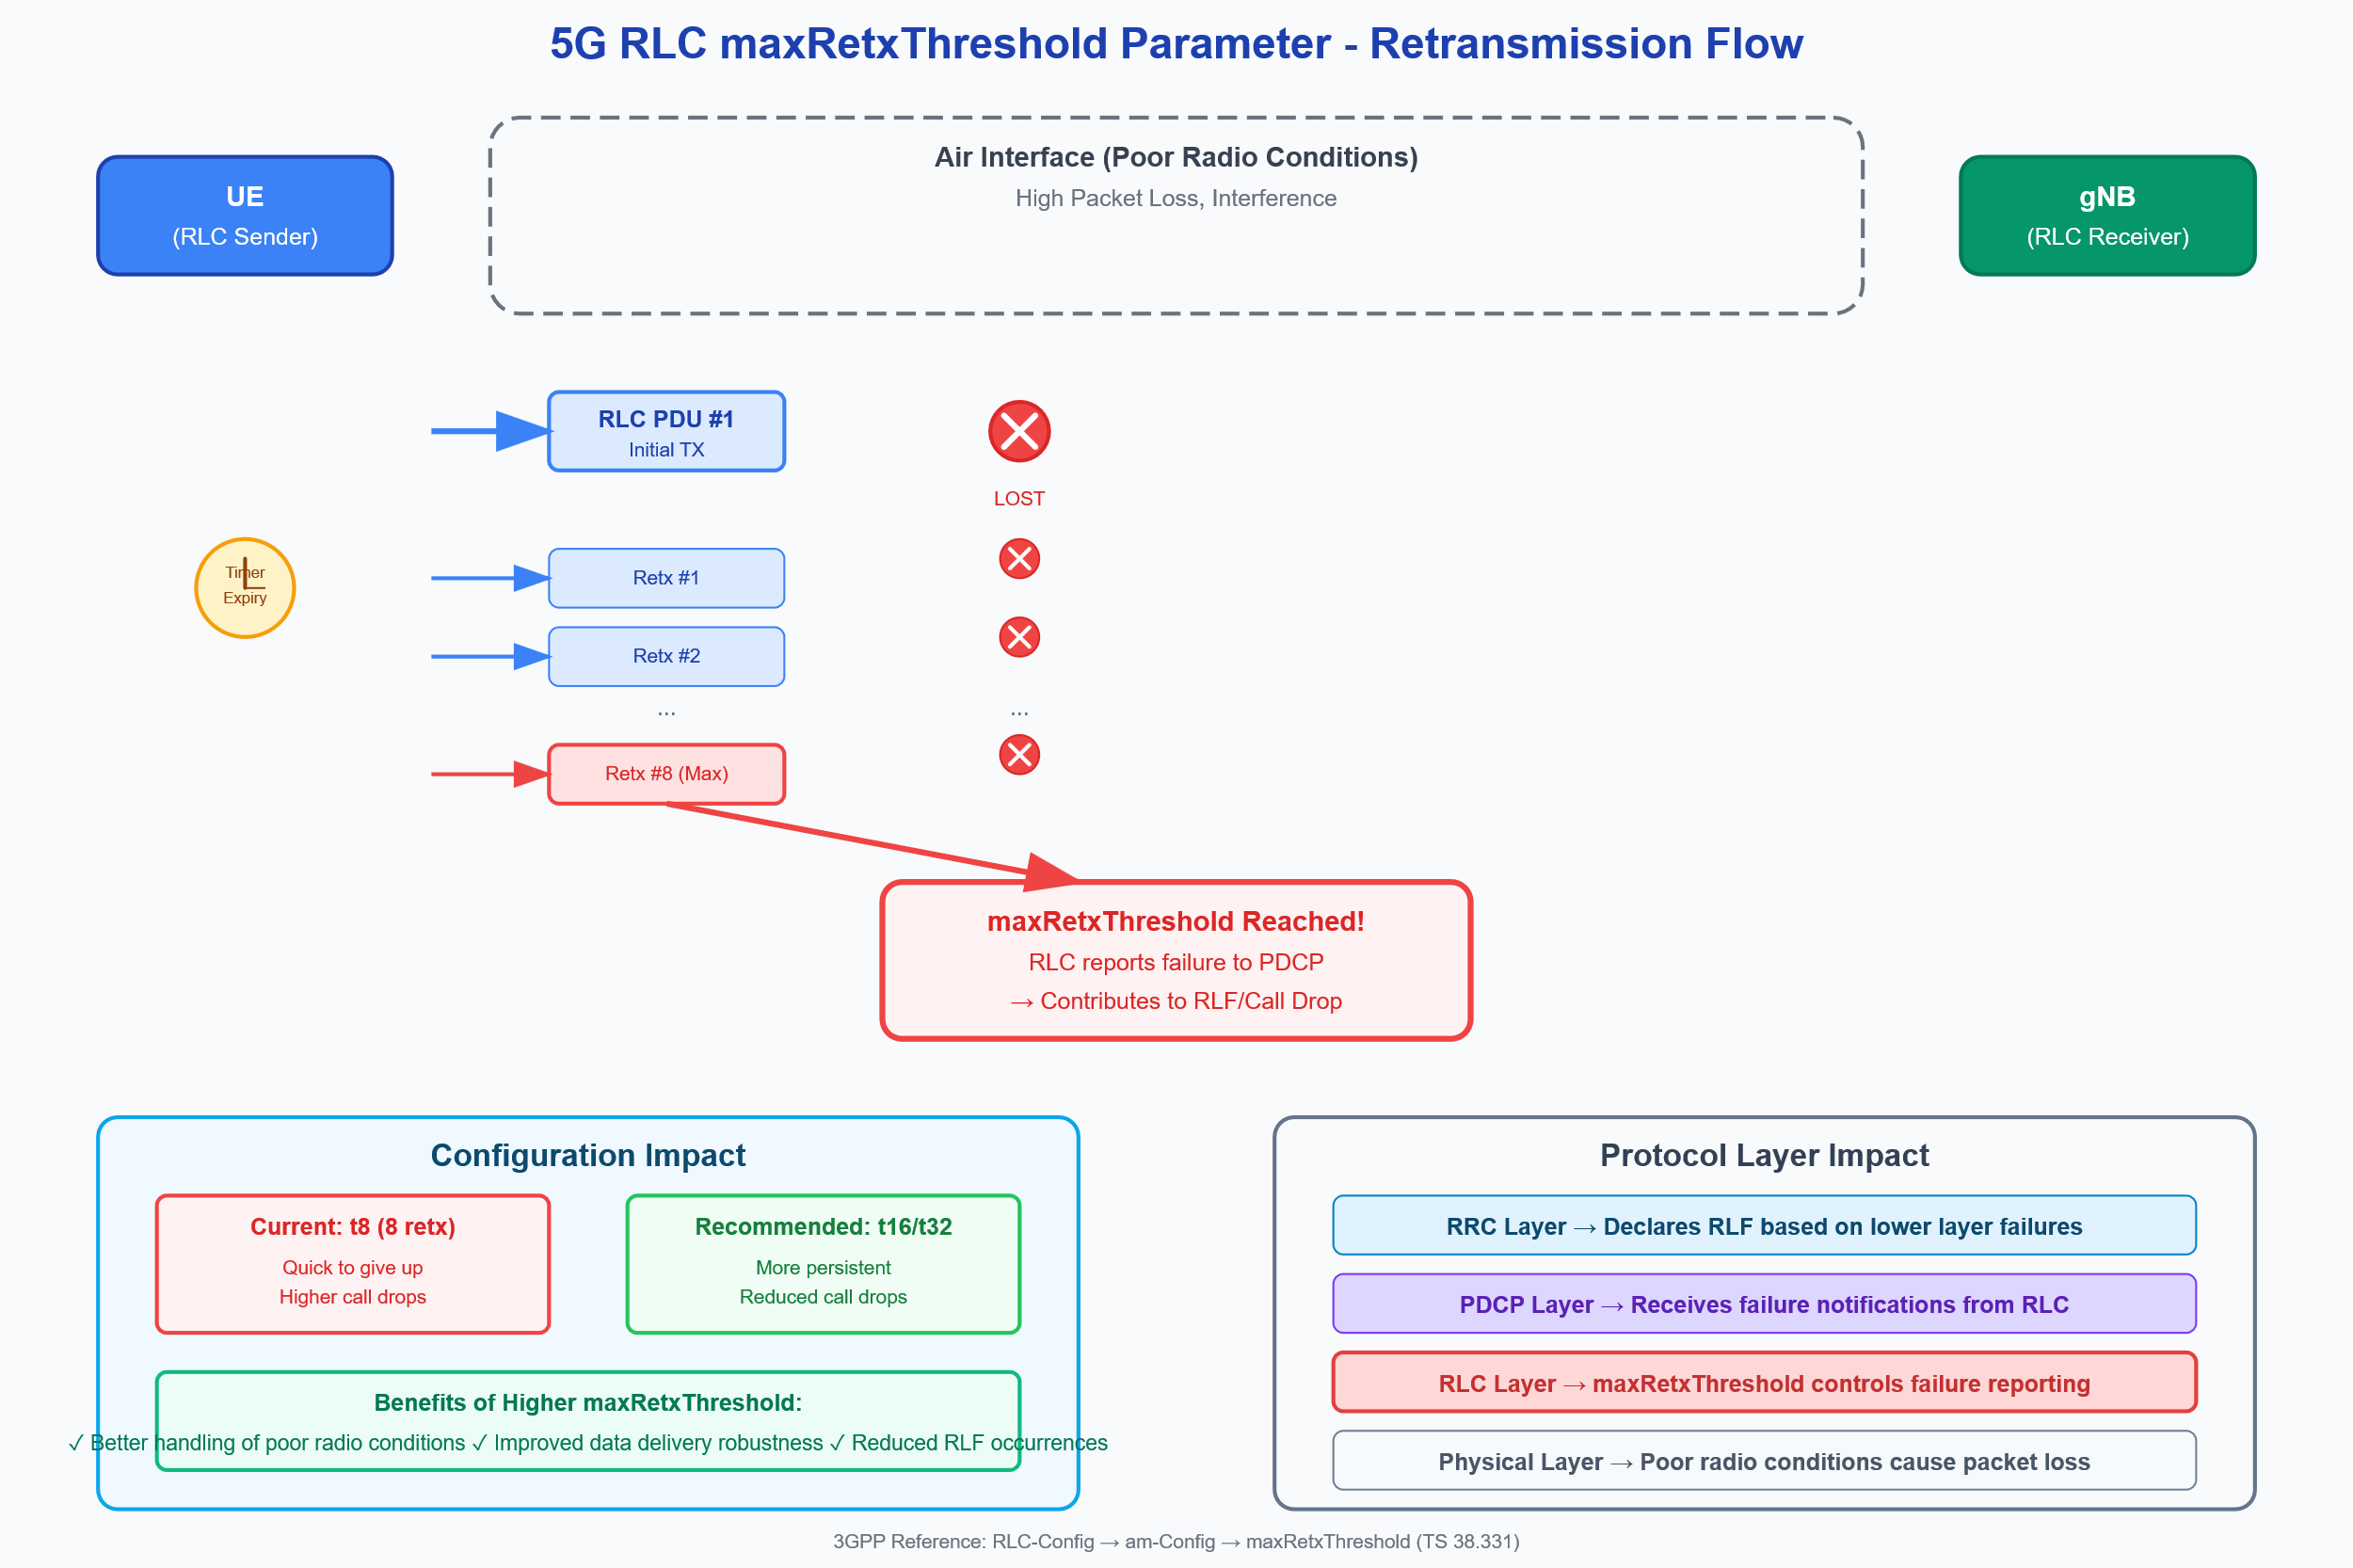 5G RLC maxRetxThreshold Parameter - Retransmission Flow
Air Interface (Poor Radio Conditions)
High Packet Loss, Interference
UE
(RLC Sender)
gNB
(RLC Receiver)
RLC PDU #1
Initial TX
LOST
Timer
Expiry
Retx #1
Retx #2
...
...
Retx #8 (Max)
maxRetxThreshold Reached!
RLC reports failure to PDCP
→ Contributes to RLF/Call Drop
Configuration Impact
Current: t8 (8 retx)
Quick to give up
Higher call drops
Recommended: t16/t32
More persistent
Reduced call drops
Benefits of Higher maxRetxThreshold:
✓ Better handling of poor radio conditions ✓ Improved data delivery robustness ✓ Reduced RLF occurrences
Protocol Layer Impact
RRC Layer → Declares RLF based on lower layer failures
PDCP Layer → Receives failure notifications from RLC
RLC Layer → maxRetxThreshold controls failure reporting
Physical Layer → Poor radio conditions cause packet loss
3GPP Reference: RLC-Config → am-Config → maxRetxThreshold (TS 38.331)